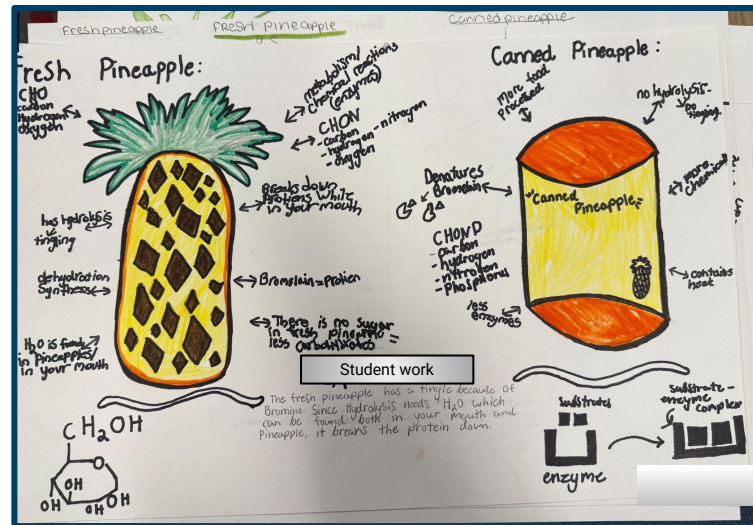 Fresh pineapple
FRESH PINEAPPLE
Fresh
Canned pineapple
Fresh Pineapple:
CHO
carbon
Hydrogen
oxygen
metabolism/
chemical reactions
(enzymes)
CHON
-carbon
-hydrogen - nitrogen
-oxygen
Breaks down
proteins while
in your mouth
has hydrolysis
tingling
dehydration
synthesis
Bromelain = protien
H2O is found
in Pineapples/
in your mouth
There is no sugar
in fresh pineapple =
less carbohydrates
CH2OH
O
OH
OH
OH
OH
Student work
The fresh pineapple has a tingle because of
Bromine. Since Hydrolysis needs H2O which
can be found both in your mouth and
Pineapple, it breaks the protein down.
Canned Pineapple:
more food
processed
no hydrolysis-
no
tinging
Denatures
Bromelain
more
chemical
"Canned
Pineapple"
CHONP
-carbon
-hydrogen
-nitrogen
-phosphorus
contains
heat
less
enzymes
substrates
enzyme
substrate-
enzyme
complex